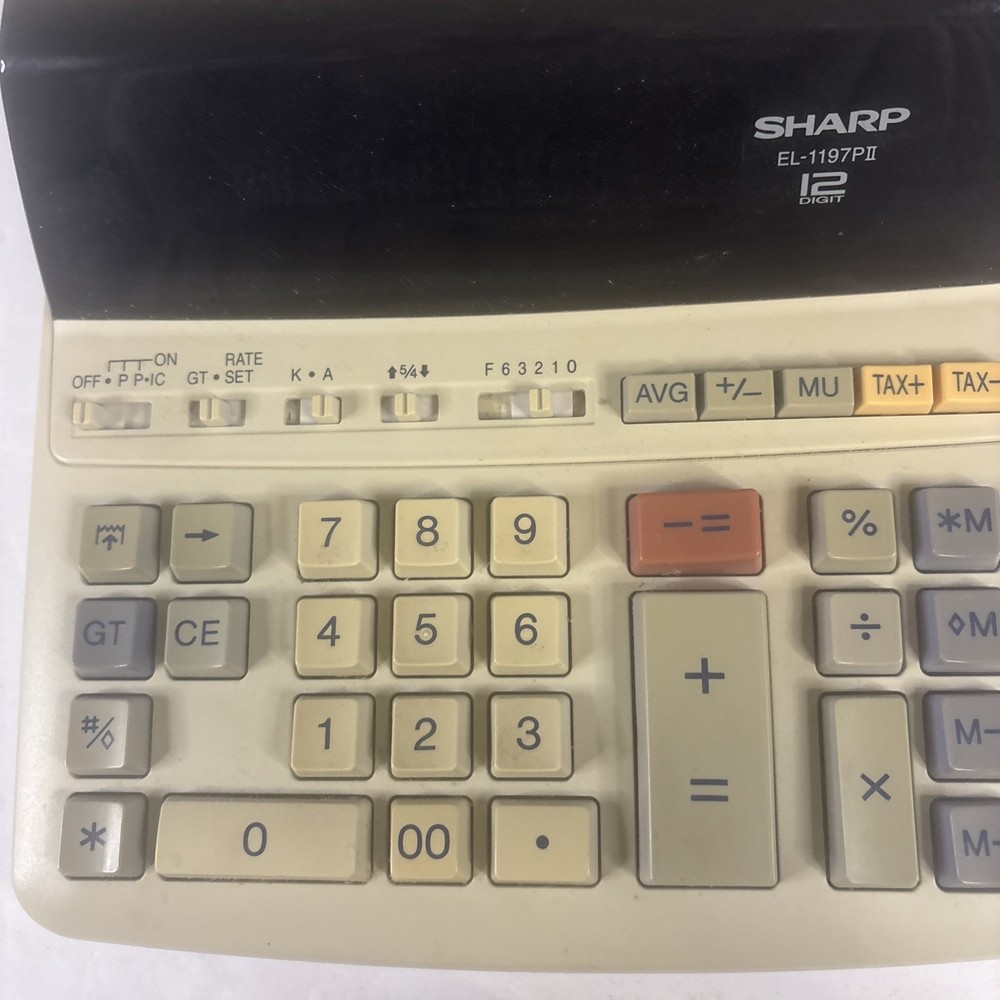 SHARP
EL-1197PⅡ
12
DIGIT
ON
OFF • P P•IC
RATE
GT • SET
K • A
⬆5/4⬇
F 6 3 2 1 0
AVG +/– MU TAX+ TAX–
→ 7 8 9 –= % *M
GT CE 4 5 6 + ÷ ◊M
#/◊ 1 2 3 = × M–
* 0 00 • M